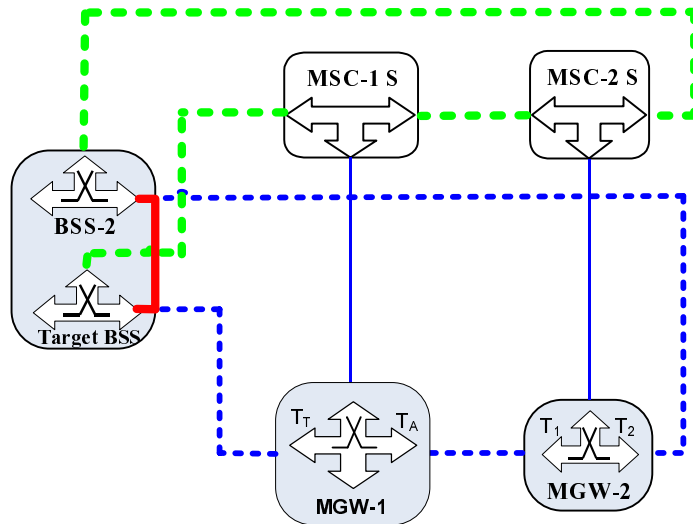 MSC-1 S
MSC-2 S
BSS-2
Target BSS
TT
TA
MGW-1
T1
T2
MGW-2